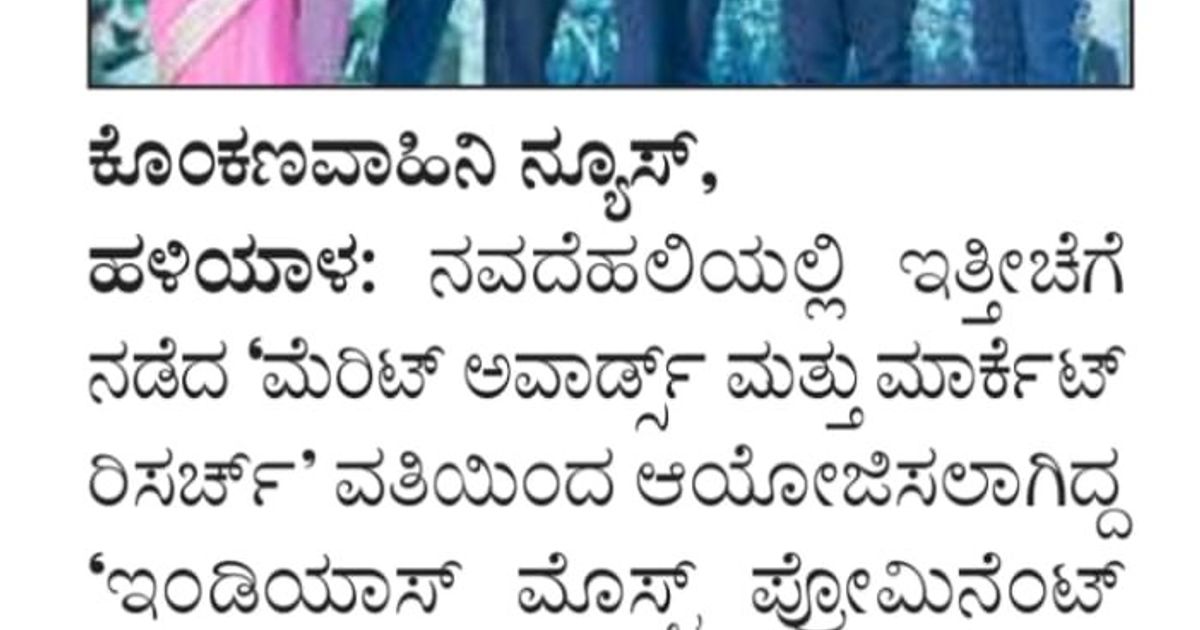 ಕೊಂಕಣವಾಹಿನಿ ನ್ಯೂಸ್,
ಹಳಿಯಾಳ: ನವದೆಹಲಿಯಲ್ಲಿ ಇತ್ತೀಚೆಗೆ
ನಡೆದ ‘ಮೆರಿಟ್ ಅವಾರ್ಡ್ಸ್ ಮತ್ತು ಮಾರ್ಕೆಟ್
ರಿಸರ್ಚ್’ ವತಿಯಿಂದ ಆಯೋಜಿಸಲಾಗಿದ್ದ
‘ಇಂಡಿಯಾಸ್ ಮೊಸ್ಟ್ ಪ್ರೋಮಿನೆಂಟ್